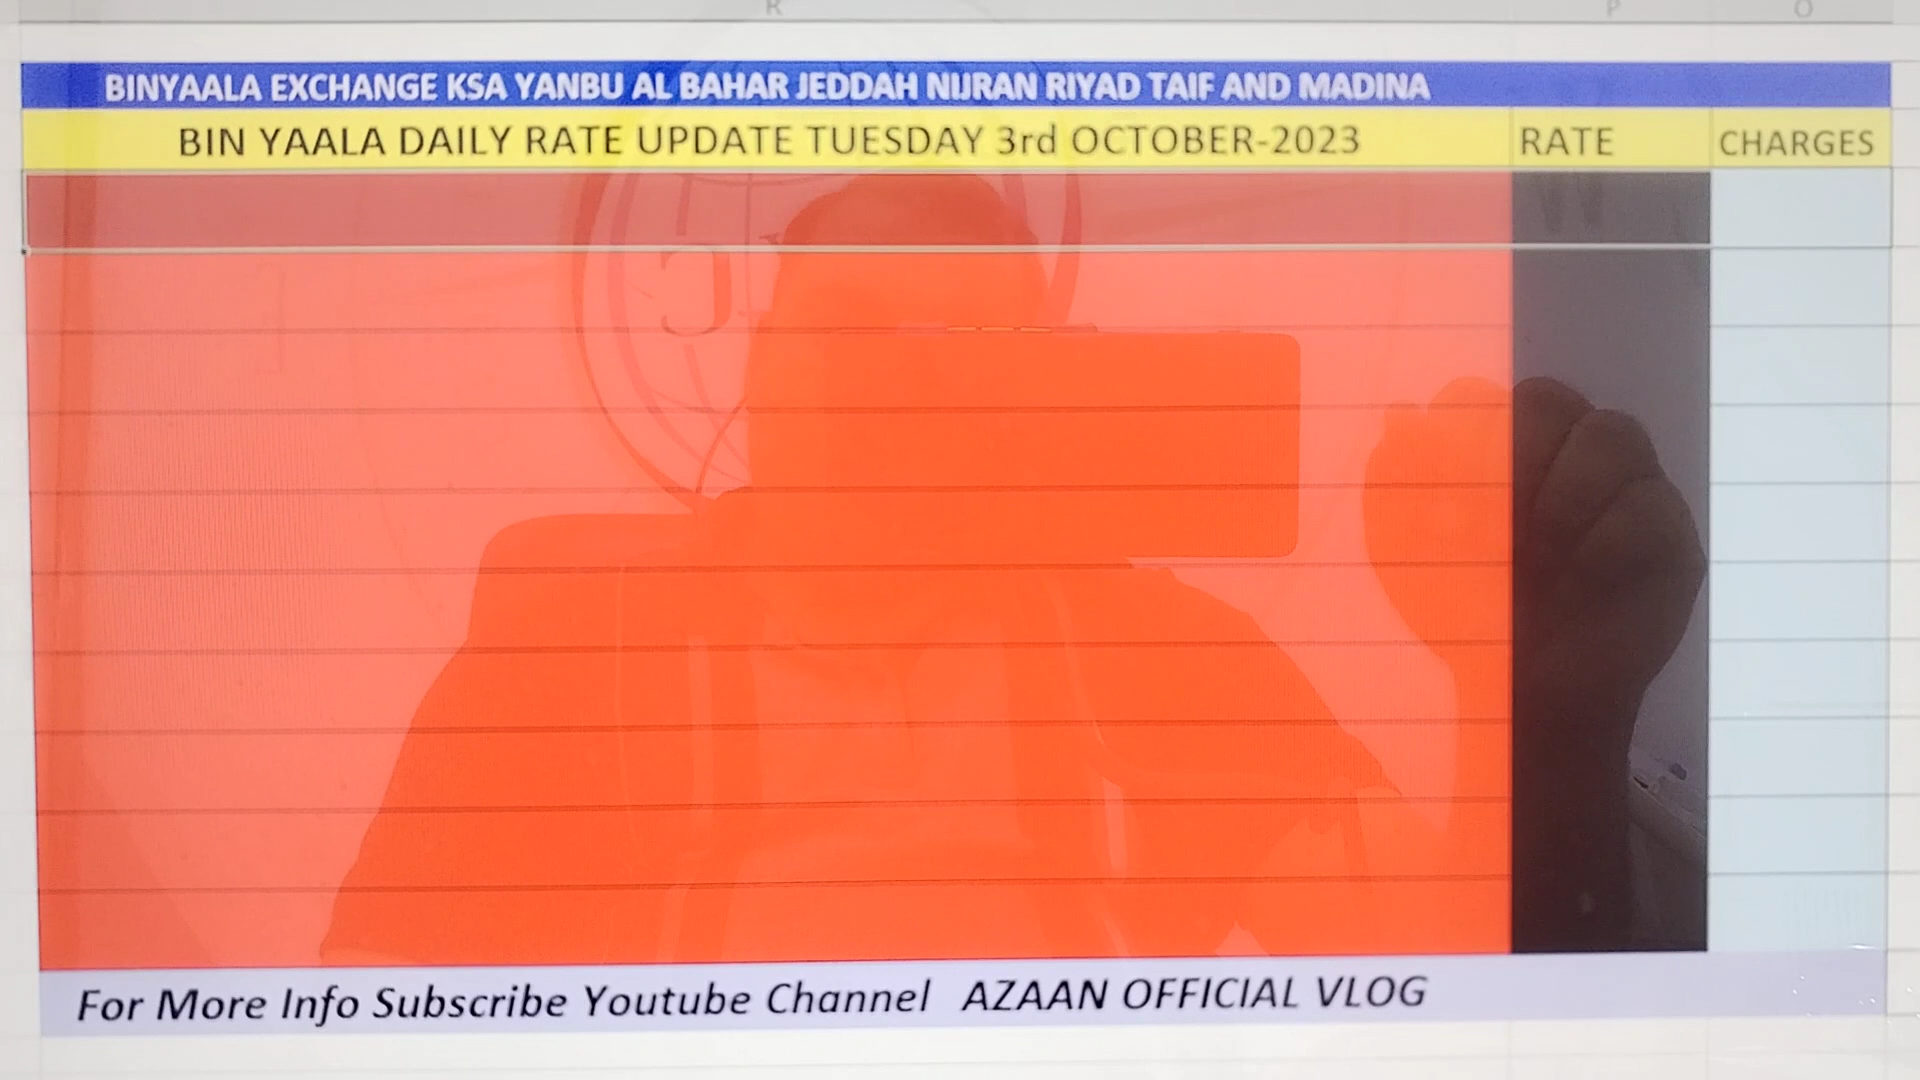 R P O
BINYAALA EXCHANGE KSA YANBU AL BAHAR JEDDAH NIJRAN RIYAD TAIF AND MADINA
BIN YAALA DAILY RATE UPDATE TUESDAY 3rd OCTOBER-2023 RATE CHARGES
For More Info Subscribe Youtube Channel AZAAN OFFICIAL VLOG